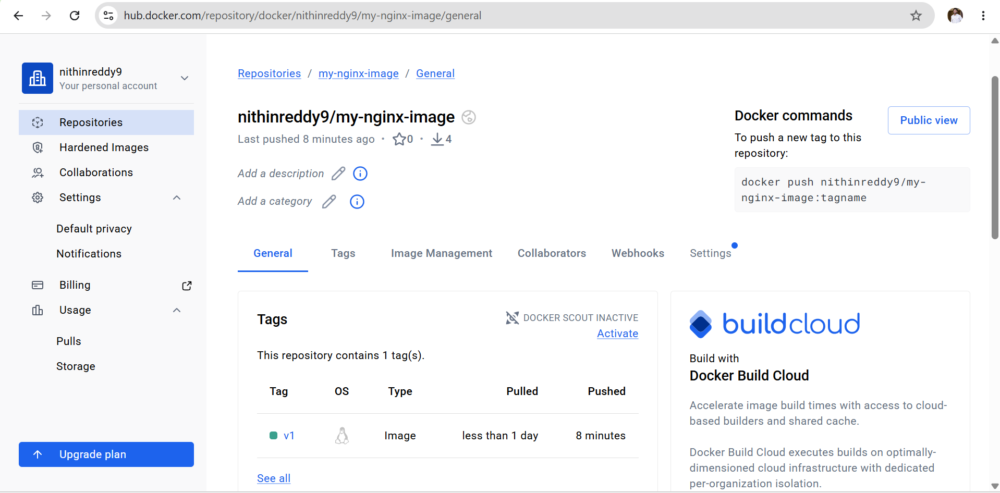 hub.docker.com/repository/docker/nithinreddy9/my-nginx-image/general
nithinreddy9
Your personal account
Repositories
Hardened Images
Collaborations
Settings
Default privacy
Notifications
Billing
Usage
Pulls
Storage
Upgrade plan
Repositories / my-nginx-image / General
nithinreddy9/my-nginx-image
Last pushed 8 minutes ago • 0 • 4
Add a description
Add a category
Docker commands
Public view
To push a new tag to this
repository:
docker push nithinreddy9/my-
nginx-image:tagname
General Tags Image Management Collaborators Webhooks Settings
Tags
DOCKER SCOUT INACTIVE
Activate
This repository contains 1 tag(s).
Tag OS Type Pulled Pushed
v1 Image less than 1 day 8 minutes
See all
buildcloud
Build with
Docker Build Cloud
Accelerate image build times with access to cloud-
based builders and shared cache.
Docker Build Cloud executes builds on optimally-
dimensioned cloud infrastructure with dedicated
per-organization isolation.